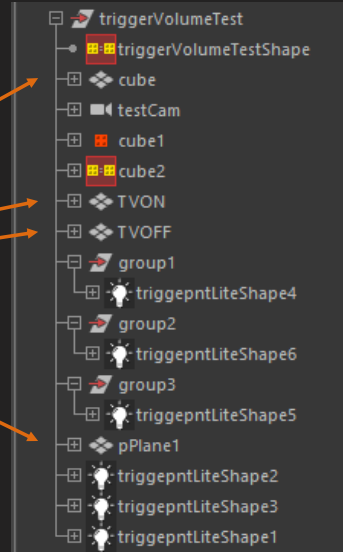 triggerVolumeTest
triggerVolumeTestShape
cube
testCam
cube1
cube2
TVON
TVOFF
group1
triggepntLiteShape4
group2
triggepntLiteShape6
group3
triggepntLiteShape5
pPlane1
triggepntLiteShape2
triggepntLiteShape3
triggepntLiteShape1